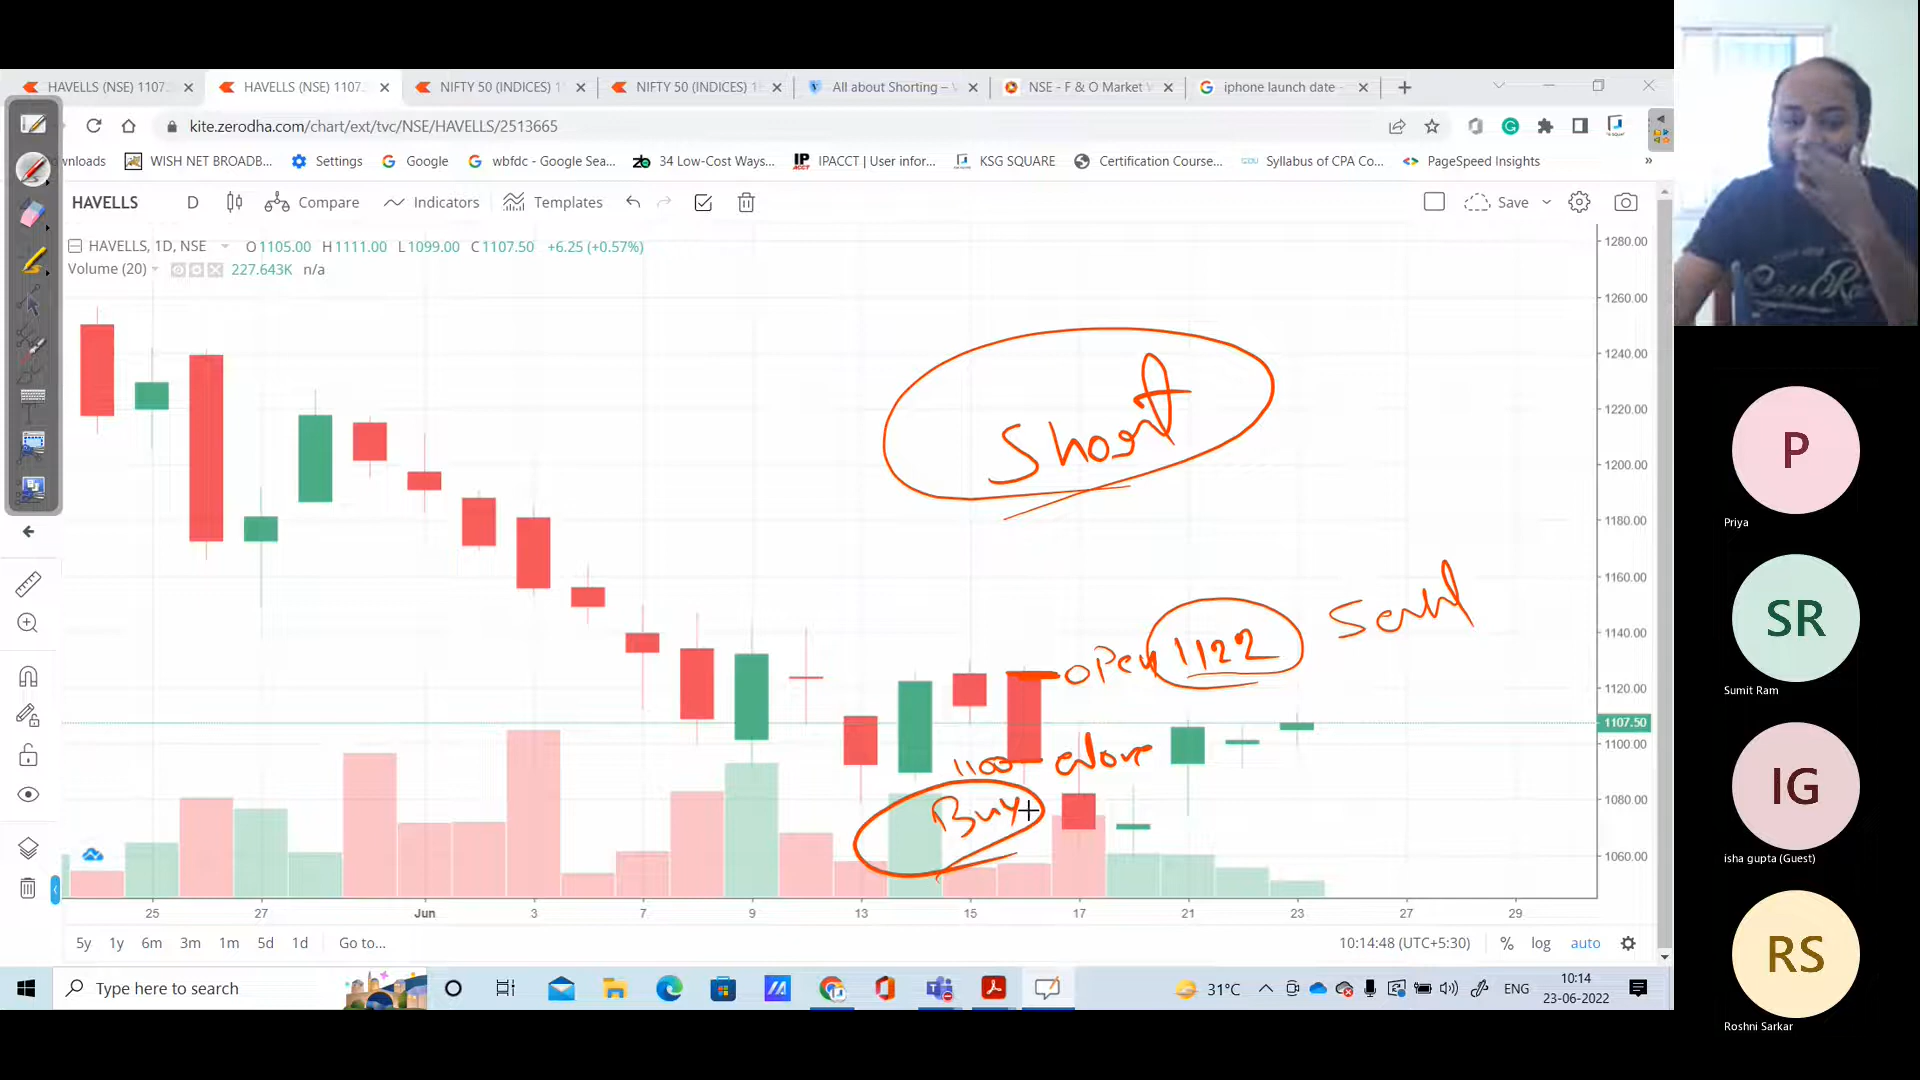 HAVELLS (NSE) 1107.
HAVELLS (NSE) 1107.
NIFTY 50 (INDICES) 1
NIFTY 50 (INDICES) 1
All about Shorting –
NSE - F & O Market
iphone launch date -
kite.zerodha.com/chart/ext/tvc/NSE/HAVELLS/2513665
wnloads
WISH NET BROADB...
Settings
Google
wbfdc - Google Sea...
34 Low-Cost Ways...
IPACCT | User infor...
KSG SQUARE
Certification Course...
Syllabus of CPA Co...
PageSpeed Insights
»
HAVELLS
D
Compare
Indicators
Templates
Save
HAVELLS, 1D, NSE
O1105.00 H1111.00 L1099.00 C1107.50 +6.25 (+0.57%)
Volume (20)
227.643K n/a
1280.00
1260.00
1240.00
1220.00
1200.00
1180.00
1160.00
1140.00
1120.00
1107.50
1100.00
1080.00
1060.00
Short
open 1122
1100
Buy
25 27 Jun 3 7 9 13 15 17 21 23 27 29
5y 1y 6m 3m 1m 5d 1d Go to...
10:14:48 (UTC+5:30) % log auto
Type here to search
31°C
ENG
10:14
23-06-2022
P
Priya
SR
Sumit Ram
IG
isha gupta (Guest)
RS
Roshni Sarkar